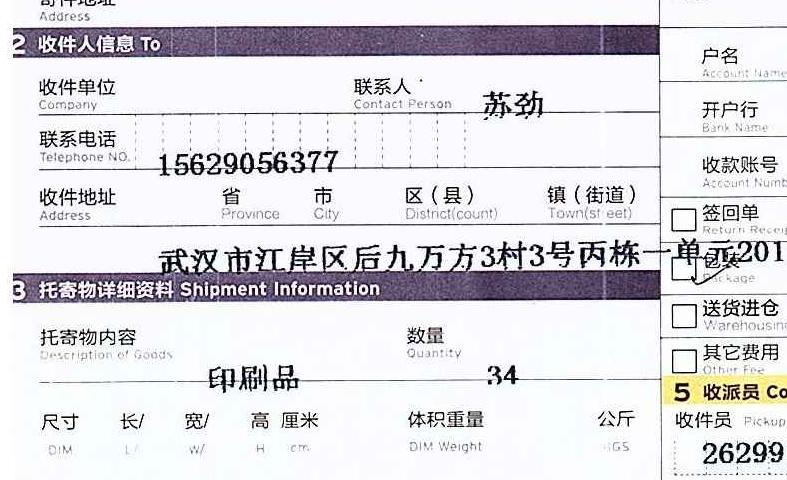 Address
2 收件人信息 To
收件单位 联系人
Company Contact Person 苏劲
联系电话
Telephone NO. 15629056377
收件地址 省 市 区（县） 镇（街道）
Address Province City District(count) Town(street)
武汉市江岸区后九万方3村3号丙栋一单元201
3 托寄物详细资料 Shipment Information
托寄物内容 数量
Description of Goods Quantity
印刷品 34
尺寸 长/ 宽/ 高 厘米 体积重量 公斤
DIM L/ W/ H cm DIM Weight KGS
户名
Account Name
开户行
Bank Name
收款账号
Account Numb
签回单
Return Receip
包装
Package
送货进仓
Warehousing
其它费用
Other Fee
5 收派员 Co
收件员 Pickup
26299